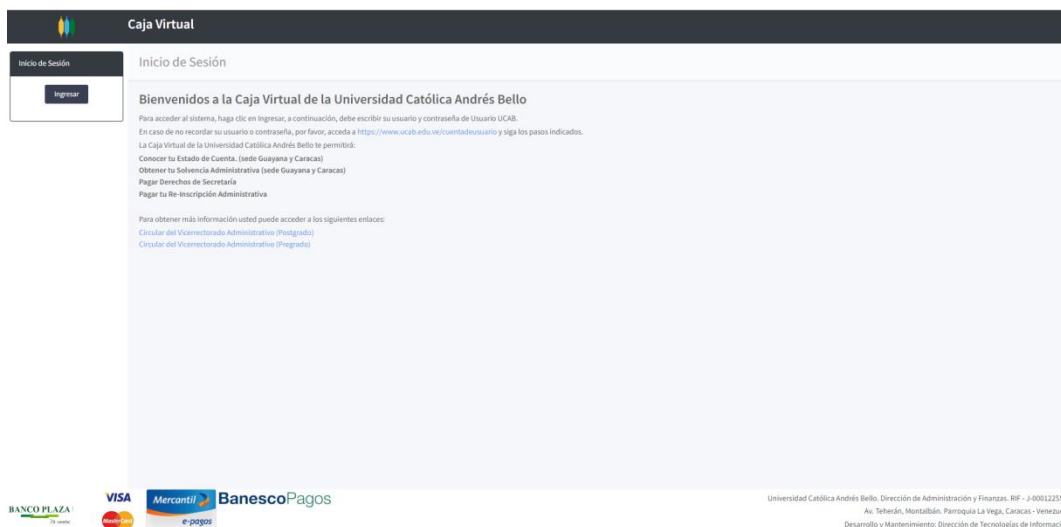 Caja Virtual
Inicio de Sesión
Ingresar
Inicio de Sesión
Bienvenidos a la Caja Virtual de la Universidad Católica Andrés Bello
Para acceder al sistema, haga clic en Ingresar, a continuación, debe escribir su usuario y contraseña de Usuario UCAB.
En caso de no recordar su usuario o contraseña, por favor, acceda a https://www.ucab.edu.ve/cuentadeusuario y siga los pasos indicados.
La Caja Virtual de la Universidad Católica Andrés Bello te permitirá:
Conocer tu Estado de Cuenta. (sede Guayana y Caracas)
Obtener tu Solvencia Administrativa (sede Guayana y Caracas)
Pagar Derechos de Secretaría
Pagar tu Re-Inscripción Administrativa
Para obtener más información usted puede acceder a los siguientes enlaces:
Circular del Vicerrectorado Administrativo (Postgrado)
Circular del Vicerrectorado Administrativo (Pregrado)
BANCO PLAZA
VISA
MasterCard
Mercantil
e-pagos
BanescoPagos
Universidad Católica Andrés Bello. Dirección de Administración y Finanzas. RIF - J-00012255
Av. Teherán, Montalbán. Parroquia La Vega, Caracas - Venezu
Desarrollo y Mantenimiento: Dirección de Tecnologías de Informaci